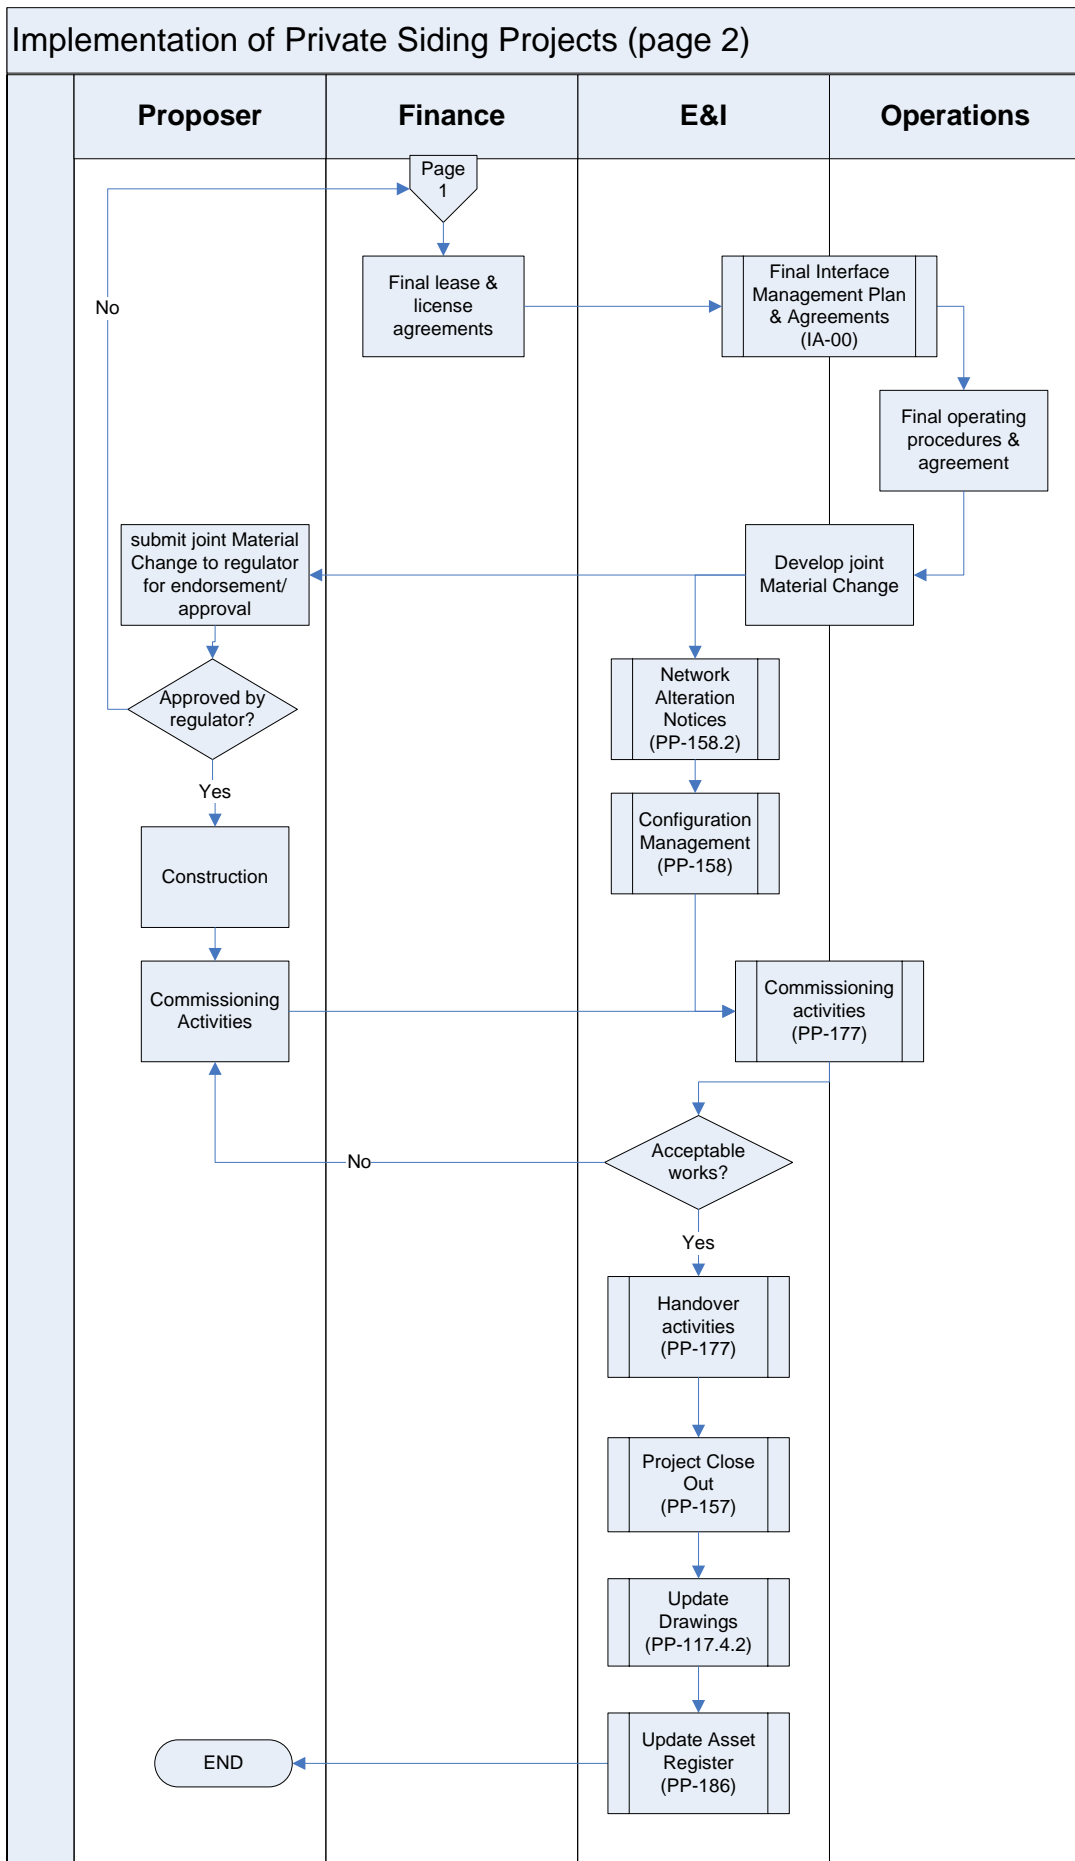 Implementation of Private Siding Projects (page 2)
Proposer
Finance
E&I
Operations
Page
1
No
Final lease &
license
agreements
Final Interface
Management Plan
& Agreements
(IA-00)
Final operating
procedures &
agreement
submit joint Material
Change to regulator
for endorsement/
approval
Develop joint
Material Change
Approved by
regulator?
Network
Alteration
Notices
(PP-158.2)
Yes
Configuration
Management
(PP-158)
Construction
Commissioning
Activities
Commissioning
activities
(PP-177)
Acceptable
works?
No
Yes
Handover
activities
(PP-177)
Project Close
Out
(PP-157)
Update
Drawings
(PP-117.4.2)
Update Asset
Register
(PP-186)
END